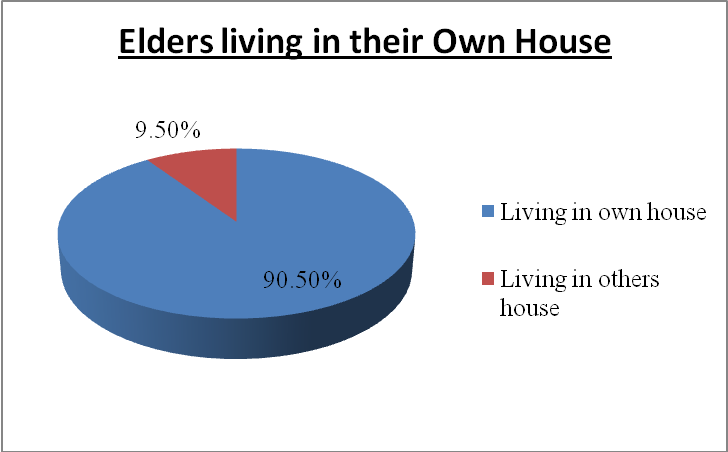 Elders living in their Own House
9.50%
90.50%
Living in own house
Living in others
house